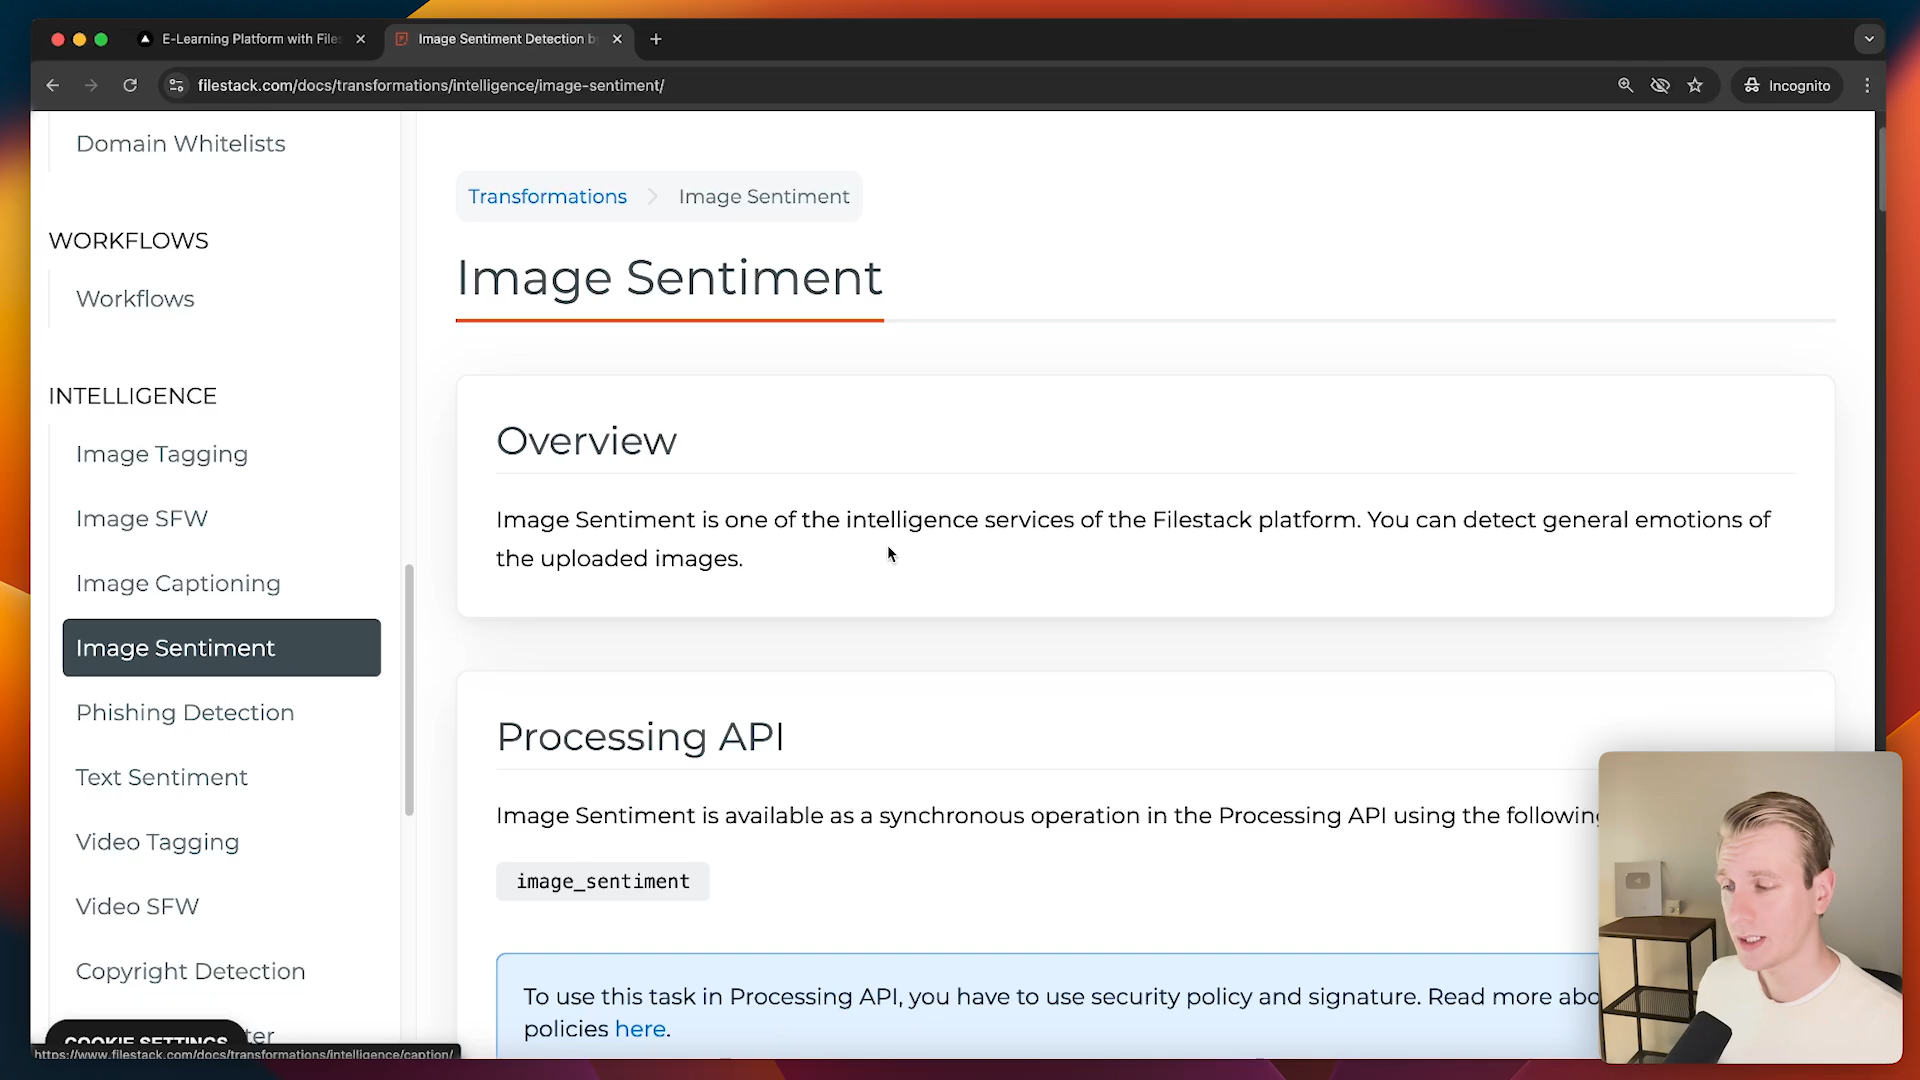 E-Learning Platform with Files
Image Sentiment Detection by
filestack.com/docs/transformations/intelligence/image-sentiment/
Incognito
Domain Whitelists
WORKFLOWS
Workflows
INTELLIGENCE
Image Tagging
Image SFW
Image Captioning
Image Sentiment
Phishing Detection
Text Sentiment
Video Tagging
Video SFW
Copyright Detection
COOKIE SETTINGS
https://www.filestack.com/docs/transformations/intelligence/caption/
Transformations
Image Sentiment
Image Sentiment
Overview
Image Sentiment is one of the intelligence services of the Filestack platform. You can detect general emotions of
the uploaded images.
Processing API
Image Sentiment is available as a synchronous operation in the Processing API using the following
image_sentiment
To use this task in Processing API, you have to use security policy and signature. Read more
policies here.